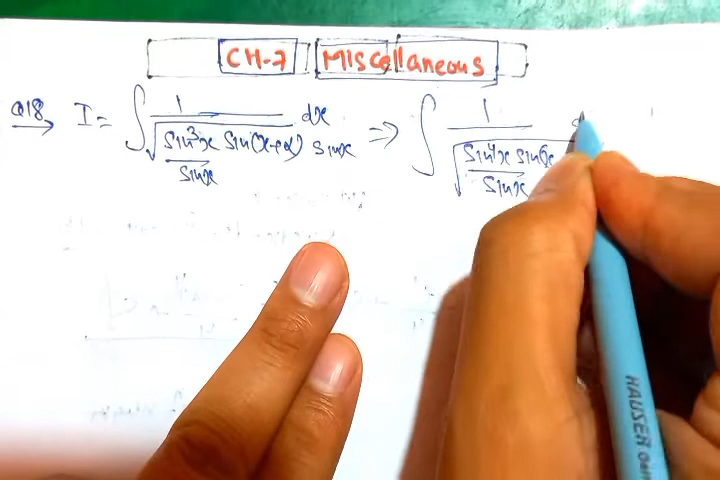 CH-7 Miscellaneous
Q18 I = ∫ 1/√(sin³x sin(x+α) sinx / sinx) dx ⇒ ∫ 1/√(sin⁴x sin(x / sinx) d
HAUSER